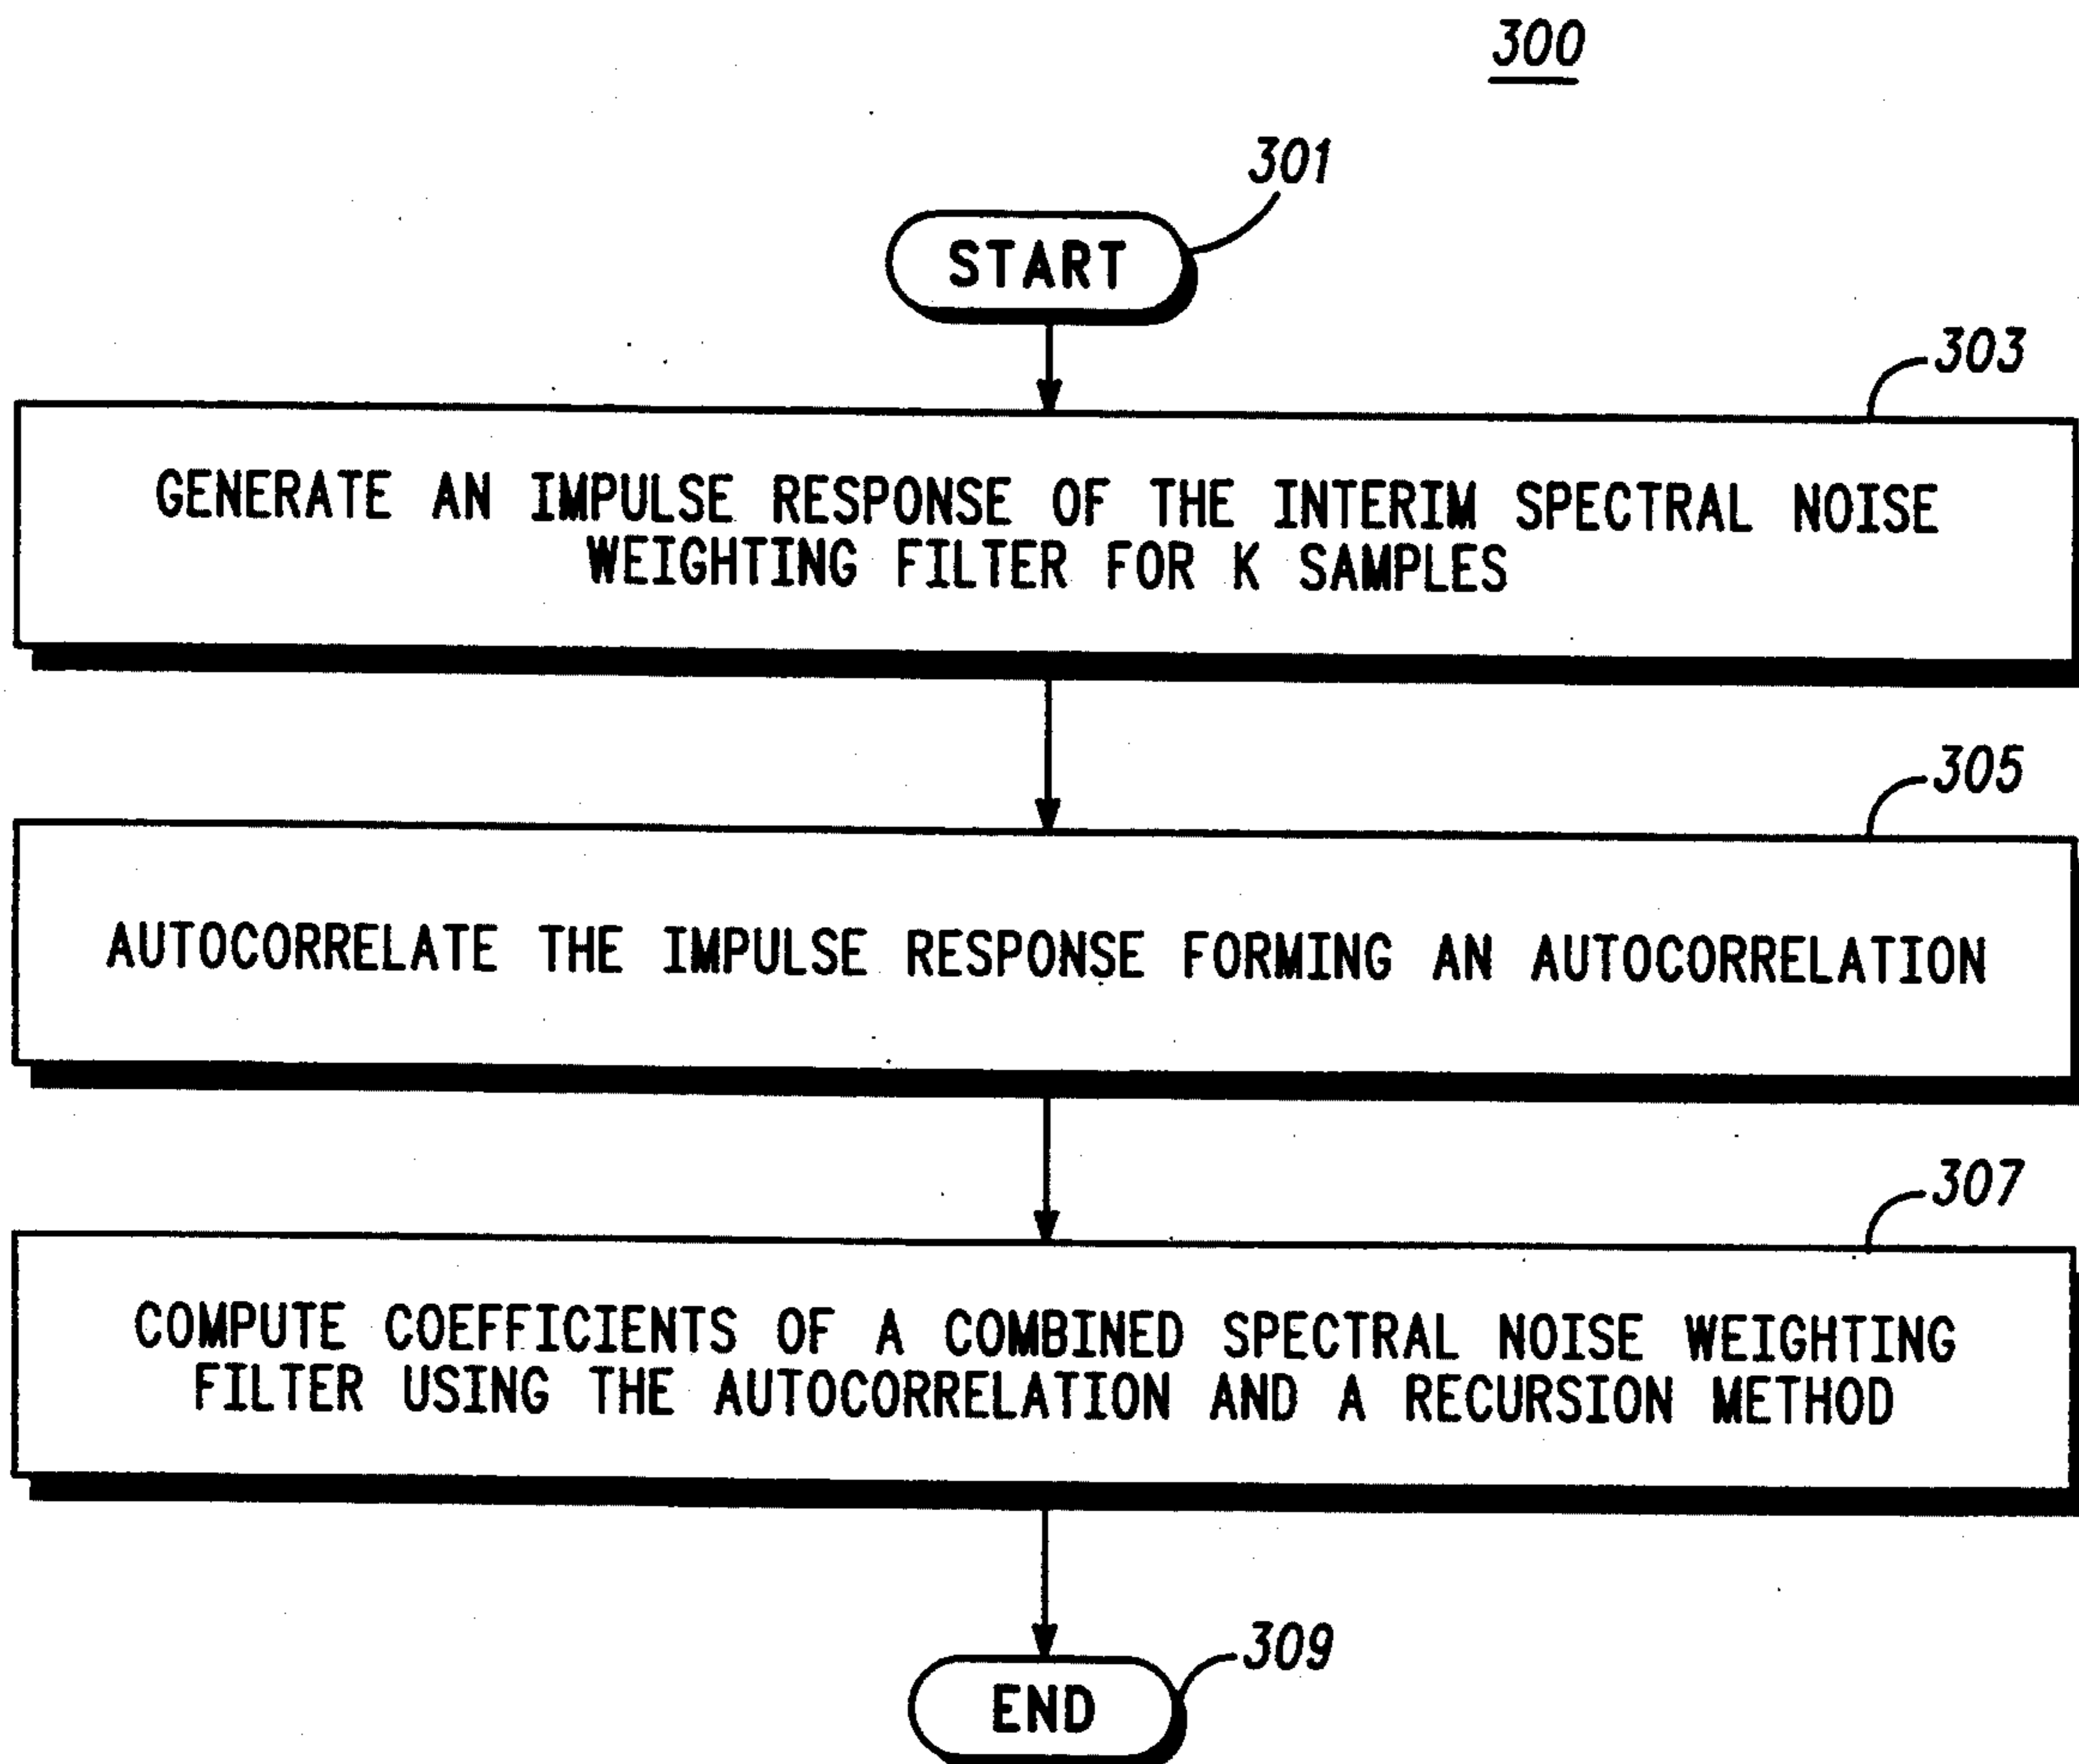 300
301
START
303
GENERATE AN IMPULSE RESPONSE OF THE INTERIM SPECTRAL NOISE
WEIGHTING FILTER FOR K SAMPLES
305
AUTOCORRELATE THE IMPULSE RESPONSE FORMING AN AUTOCORRELATION
307
COMPUTE COEFFICIENTS OF A COMBINED SPECTRAL NOISE WEIGHTING
FILTER USING THE AUTOCORRELATION AND A RECURSION METHOD
309
END